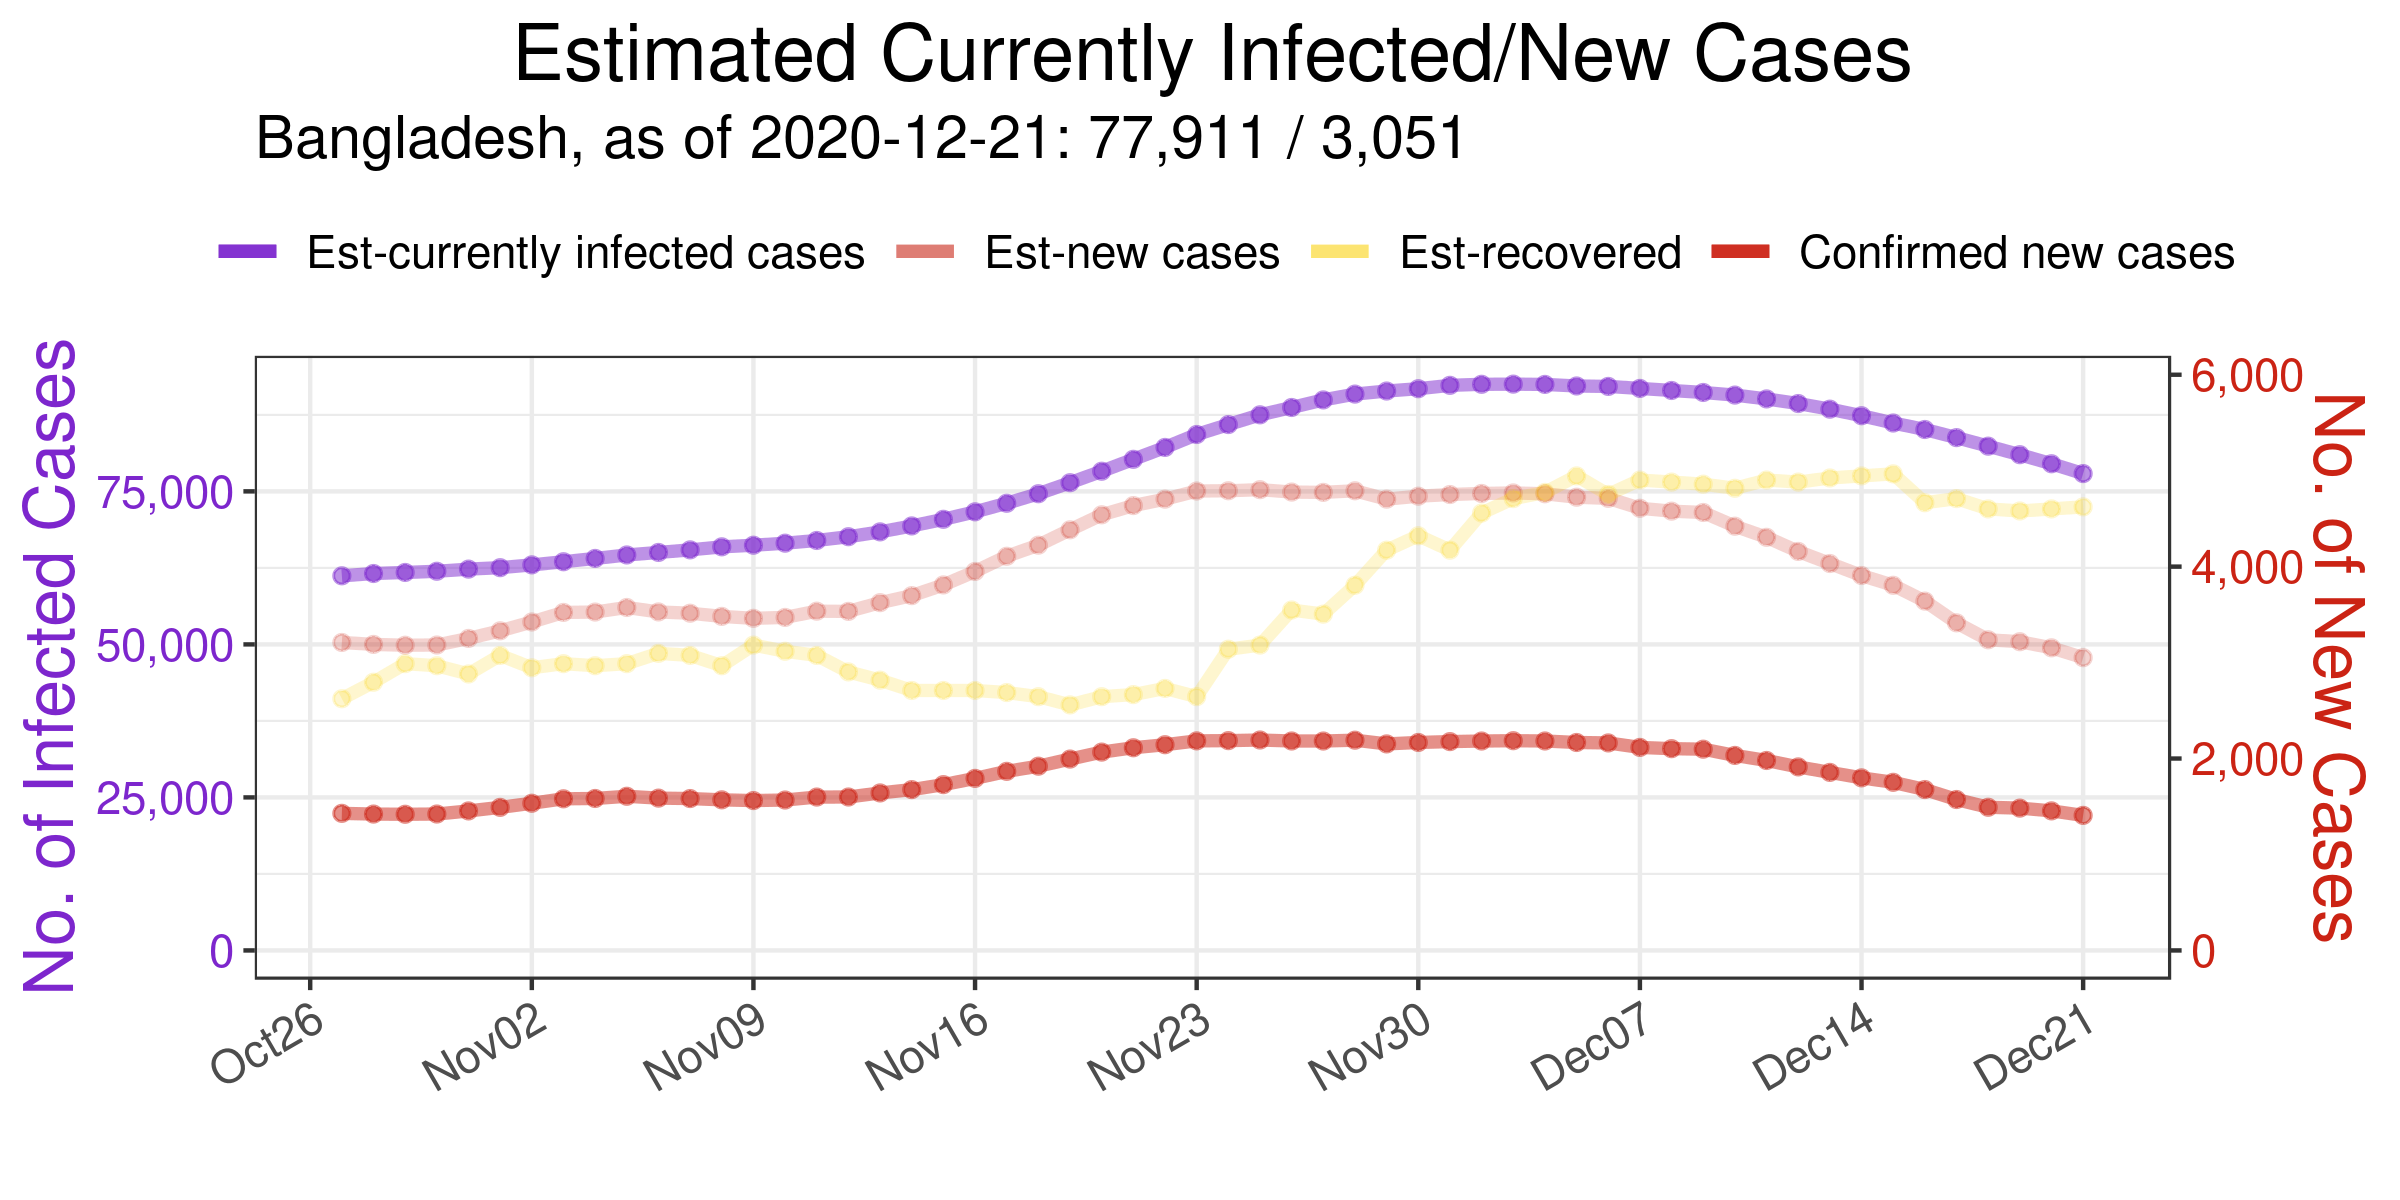 Estimated Currently Infected/New Cases
Bangladesh, as of 2020-12-21: 77,911 / 3,051
Est-currently infected cases Est-new cases Est-recovered Confirmed new cases
No. of Infected Cases
75,000
50,000
25,000
0
6,000
4,000
2,000
0
No. of New Cases
Oct26 Nov02 Nov09 Nov16 Nov23 Nov30 Dec07 Dec14 Dec21